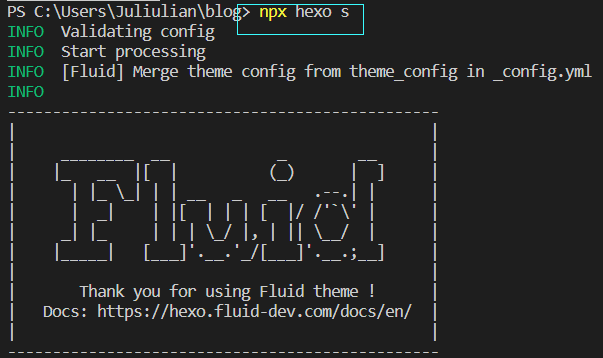 PS C:\Users\Juliulian\blog> npx hexo s
INFO  Validating config
INFO  Start processing
INFO  [Fluid] Merge theme config from theme_config in _config.yml
INFO
Fluid
Thank you for using Fluid theme !
Docs: https://hexo.fluid-dev.com/docs/en/